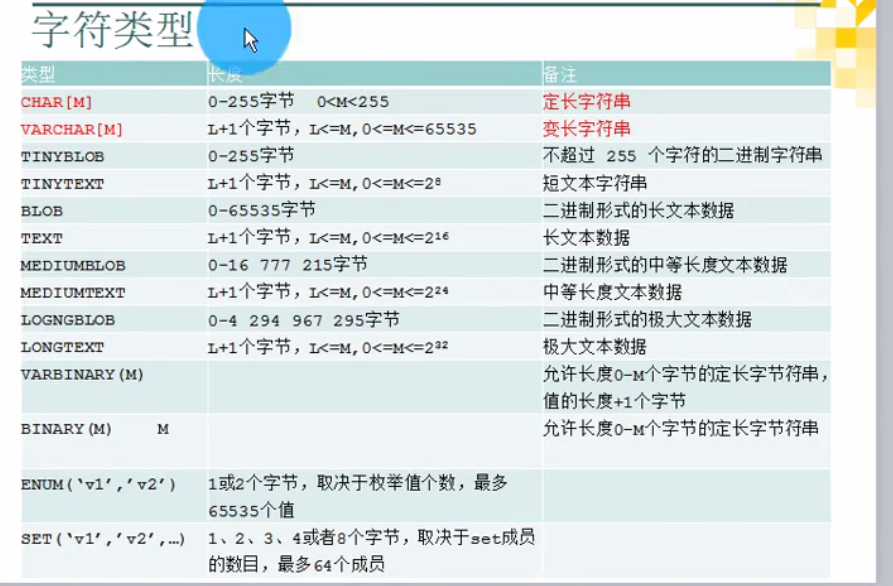 字符类型
类型 长度 备注
CHAR[M] 0-255字节 0<M<255 定长字符串
VARCHAR[M] L+1个字节，L<=M,0<=M<=65535 变长字符串
TINYBLOB 0-255字节 不超过 255 个字符的二进制字符串
TINYTEXT L+1个字节，L<=M,0<=M<=2⁸ 短文本字符串
BLOB 0-65535字节 二进制形式的长文本数据
TEXT L+1个字节，L<=M,0<=M<=2¹⁶ 长文本数据
MEDIUMBLOB 0-16 777 215字节 二进制形式的中等长度文本数据
MEDIUMTEXT L+1个字节，L<=M,0<=M<=2²⁴ 中等长度文本数据
LOGNGBLOB 0-4 294 967 295字节 二进制形式的极大文本数据
LONGTEXT L+1个字节，L<=M,0<=M<=2³² 极大文本数据
VARBINARY(M) 允许长度0-M个字节的定长字节符串，
值的长度+1个字节
BINARY(M) M 允许长度0-M个字节的定长字节符串
ENUM(‘v1’,’v2’) 1或2个字节，取决于枚举值个数，最多
65535个值
SET(‘v1’,’v2’,…) 1、2、3、4或者8个字节，取决于set成员
的数目，最多64个成员